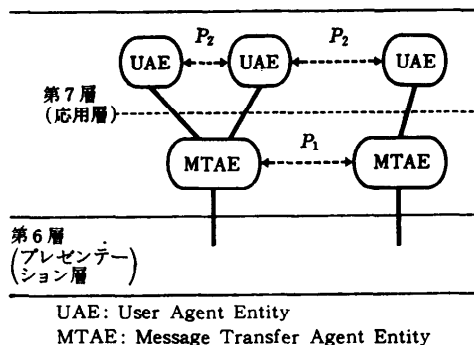 P₂ P₂
UAE UAE UAE
第7層
(応用層)
P₁
MTAE MTAE
第6層
(プレゼンテー
ション層)
UAE: User Agent Entity
MTAE: Message Transfer Agent Entity